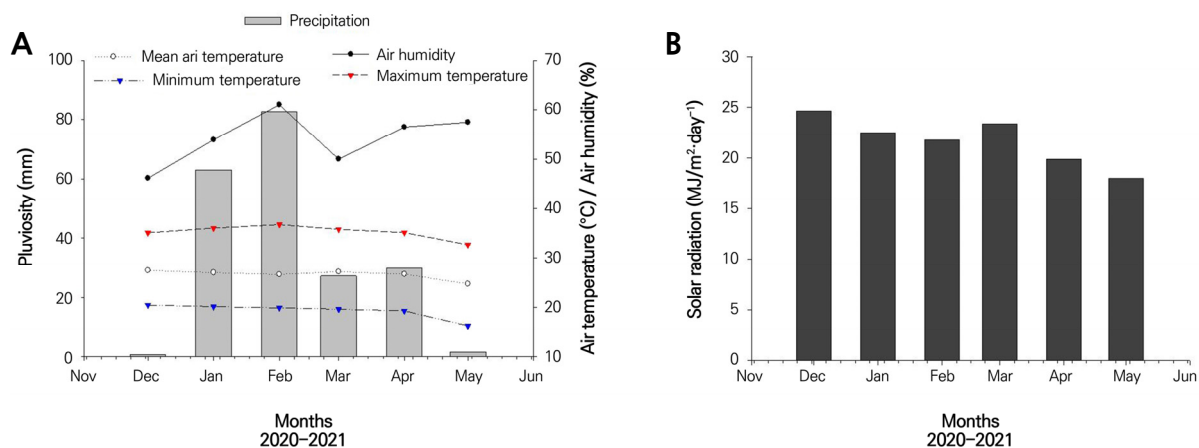 Precipitation
A
Mean ari temperature
Air humidity
Minimum temperature
Maximum temperature
100
80
60
40
20
0
Pluviosity (mm)
70
60
50
40
30
20
10
Air temperature (°C) / Air humidity (%)
Nov Dec Jan Feb Mar Apr May Jun
Months
2020-2021
B
30
25
20
15
10
5
0
Solar radiation (MJ/m²·day⁻¹)
Nov Dec Jan Feb Mar Apr May Jun
Months
2020-2021